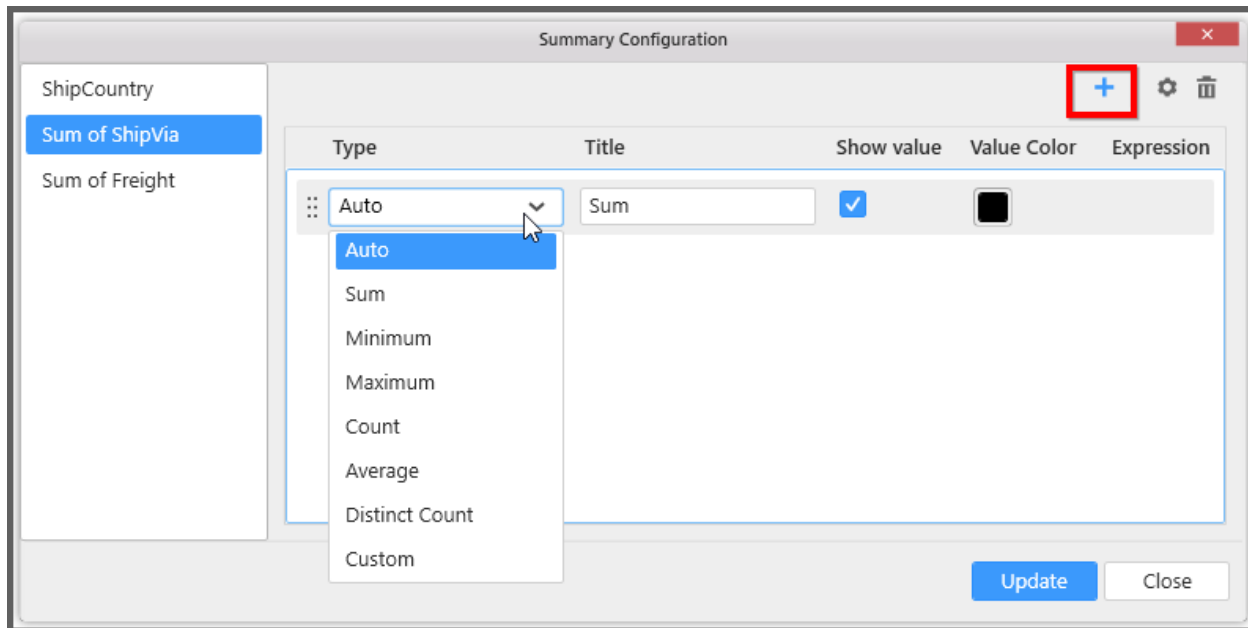 Summary Configuration
ShipCountry
Sum of ShipVia
Sum of Freight
Type Title Show value Value Color Expression
Auto Sum
Auto
Sum
Minimum
Maximum
Count
Average
Distinct Count
Custom
Update Close